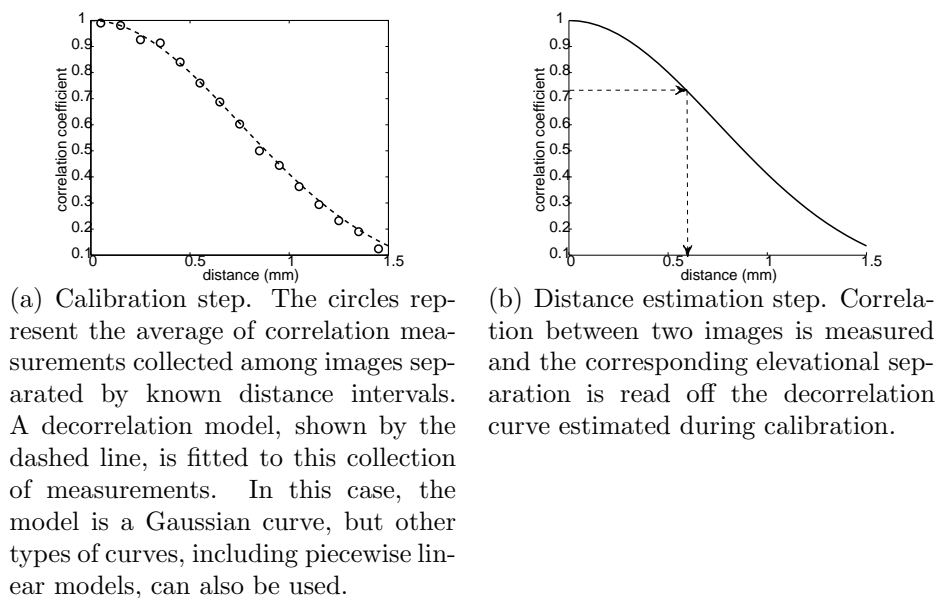 1
0.9
0.8
0.7
0.6
0.5
0.4
0.3
0.2
0.1
correlation coefficient
0
0.5
1
1.5
distance (mm)
(a) Calibration step. The circles rep-
resent the average of correlation mea-
surements collected among images sep-
arated by known distance intervals.
A decorrelation model, shown by the
dashed line, is fitted to this collection
of measurements. In this case, the
model is a Gaussian curve, but other
types of curves, including piecewise lin-
ear models, can also be used.
1
0.9
0.8
0.7
0.6
0.5
0.4
0.3
0.2
0.1
correlation coefficient
0
0.5
1
1.5
distance (mm)
(b) Distance estimation step. Correla-
tion between two images is measured
and the corresponding elevational sep-
aration is read off the decorrelation
curve estimated during calibration.